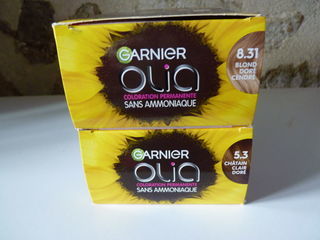 GARNIER
OLIA
COLORATION PERMANENTE
SANS AMMONIAQUE
8.31
BLOND
DORÉ
CENDRÉ
GARNIER
OLIA
COLORATION PERMANENTE
SANS AMMONIAQUE
5.3
CHÂTAIN
CLAIR
DORÉ